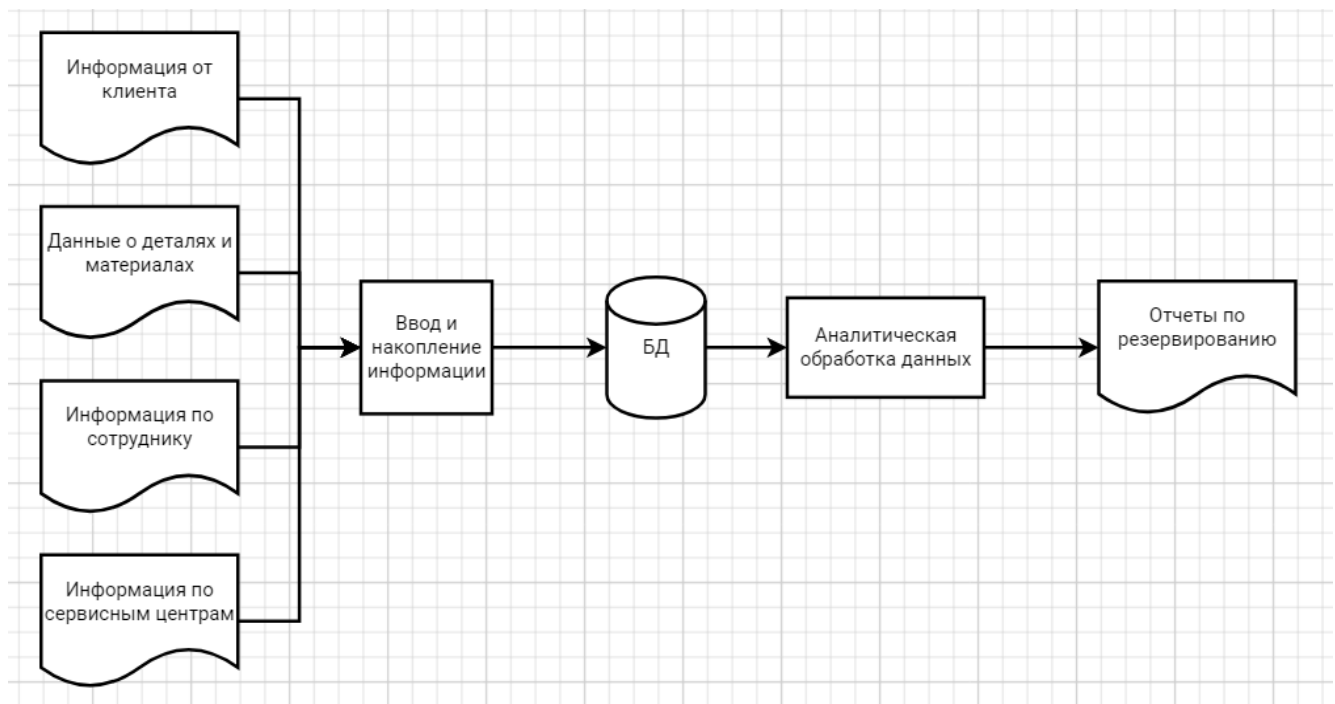 Информация от
клиента
Данные о деталях и
материалах
Информация по
сотруднику
Информация по
сервисным центрам
Ввод и
накопление
информации
БД
Аналитическая
обработка данных
Отчеты по
резервированию